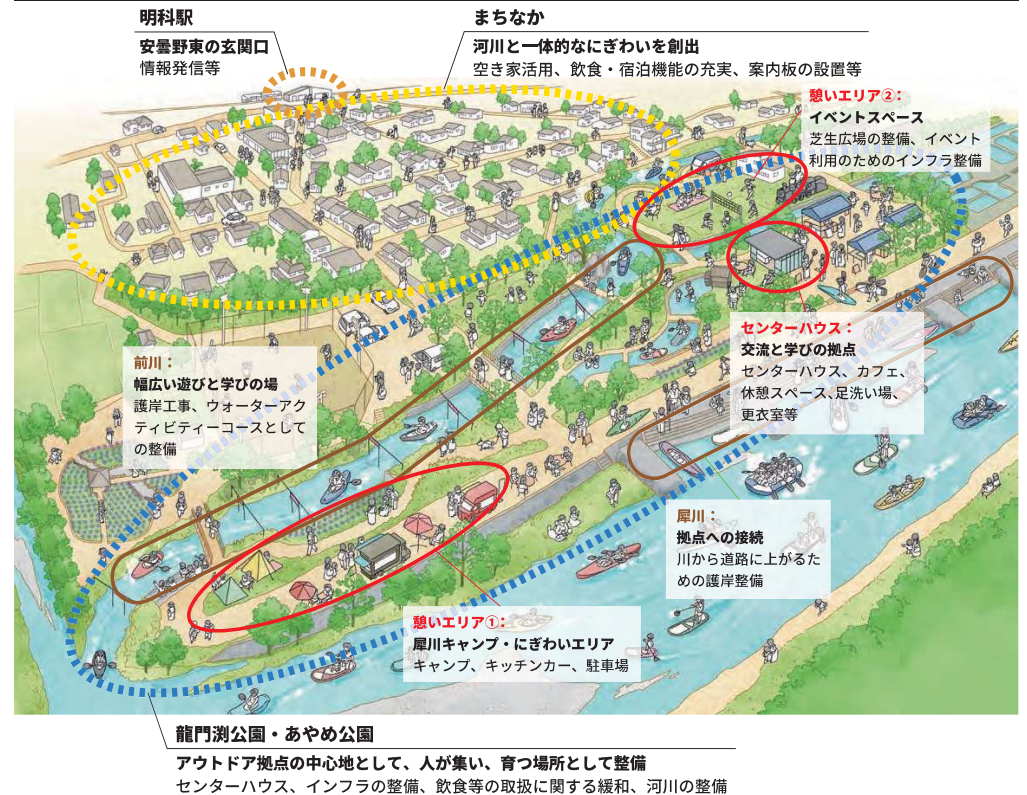 明科駅
安曇野東の玄関口
情報発信等
まちなか
河川と一体的なにぎわいを創出
空き家活用、飲食・宿泊機能の充実、案内板の設置等
憩いエリア②：
イベントスペース
芝生広場の整備、イベント
利用のためのインフラ整備
センターハウス：
交流と学びの拠点
センターハウス、カフェ、
休憩スペース、足洗い場、
更衣室等
前川：
幅広い遊びと学びの場
護岸工事、ウォーターアク
ティビティーコースとして
の整備
犀川：
拠点への接続
川から道路に上がるた
めの護岸整備
憩いエリア①：
犀川キャンプ・にぎわいエリア
キャンプ、キッチンカー、駐車場
龍門渕公園・あやめ公園
アウトドア拠点の中心地として、人が集い、育つ場所として整備
センターハウス、インフラの整備、飲食等の取扱に関する緩和、河川の整備